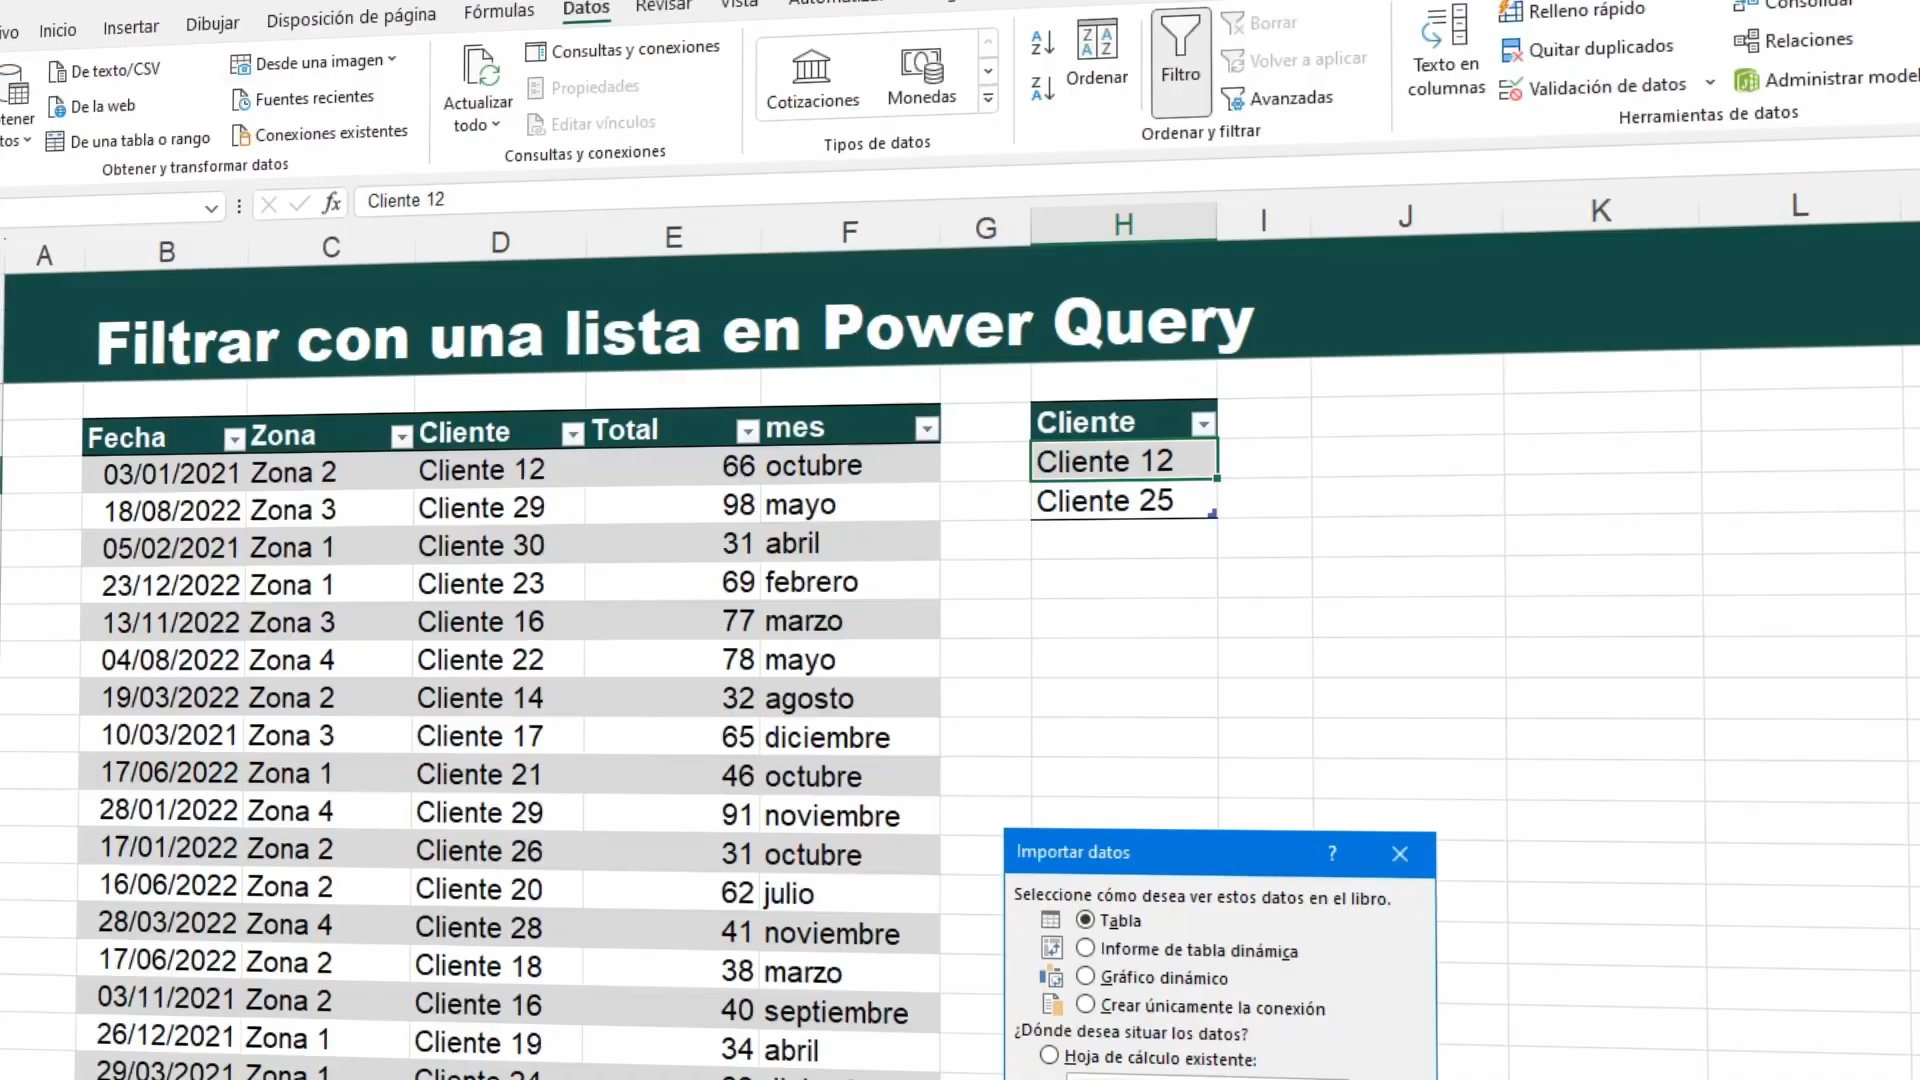 Inicio Insertar Dibujar Disposición de página Fórmulas Datos Revisar Vista
De texto/CSV
De la web
De una tabla o rango
Desde una imagen
Fuentes recientes
Conexiones existentes
Obtener y transformar datos
Actualizar
todo
Consultas y conexiones
Propiedades
Editar vínculos
Consultas y conexiones
Cotizaciones Monedas
Tipos de datos
Ordenar
Filtro
Borrar
Volver a aplicar
Avanzadas
Ordenar y filtrar
Texto en
columnas
Relleno rápido
Quitar duplicados
Validación de datos
Consolidar
Relaciones
Administrar
Herramientas de datos
fx Cliente 12
A B C D E F G H I J K L
Filtrar con una lista en Power Query
Fecha Zona Cliente Total mes
03/01/2021 Zona 2 Cliente 12 66 octubre
18/08/2022 Zona 3 Cliente 29 98 mayo
05/02/2021 Zona 1 Cliente 30 31 abril
23/12/2022 Zona 1 Cliente 23 69 febrero
13/11/2022 Zona 3 Cliente 16 77 marzo
04/08/2022 Zona 4 Cliente 22 78 mayo
19/03/2022 Zona 2 Cliente 14 32 agosto
10/03/2021 Zona 3 Cliente 17 65 diciembre
17/06/2022 Zona 1 Cliente 21 46 octubre
28/01/2022 Zona 4 Cliente 29 91 noviembre
17/01/2022 Zona 2 Cliente 26 31 octubre
16/06/2022 Zona 2 Cliente 20 62 julio
28/03/2022 Zona 4 Cliente 28 41 noviembre
17/06/2022 Zona 2 Cliente 18 38 marzo
03/11/2021 Zona 2 Cliente 16 40 septiembre
26/12/2021 Zona 1 Cliente 19 34 abril
29/03/2021 Zona 1 Cliente 24
Cliente
Cliente 12
Cliente 25
Importar datos ?
Seleccione cómo desea ver estos datos en el libro.
Tabla
Informe de tabla dinámica
Gráfico dinámico
Crear únicamente la conexión
¿Dónde desea situar los datos?
Hoja de cálculo existente: